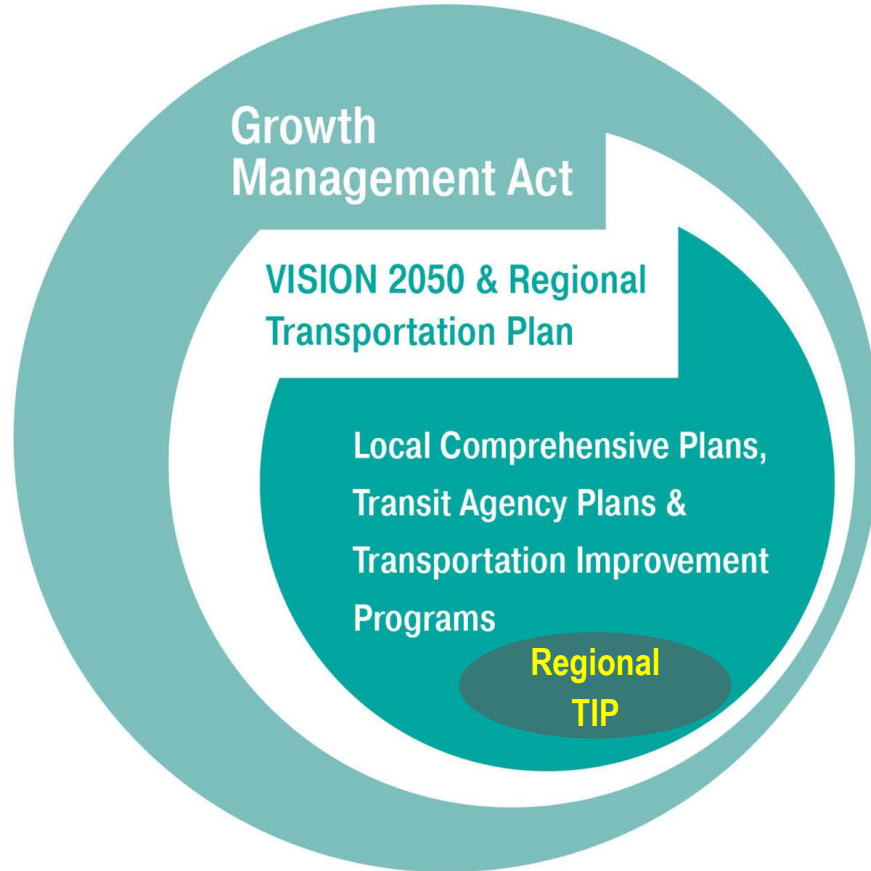 Growth
Management Act
VISION 2050 & Regional
Transportation Plan
Local Comprehensive Plans,
Transit Agency Plans &
Transportation Improvement
Programs
Regional
TIP